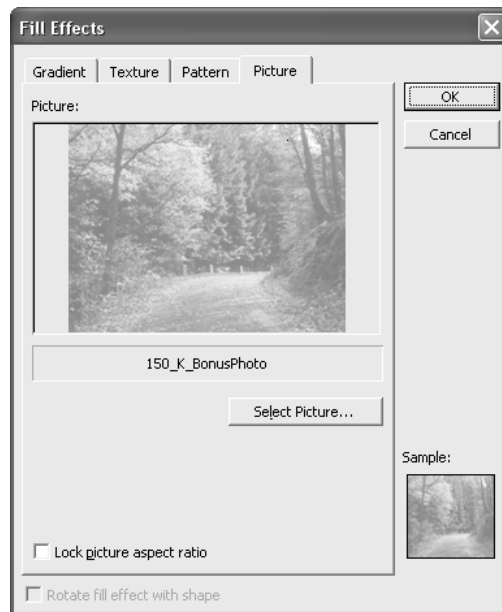 Fill Effects
Gradient Texture Pattern Picture
Picture:
OK
Cancel
150_K_BonusPhoto
Select Picture...
Sample:
Lock picture aspect ratio
Rotate fill effect with shape